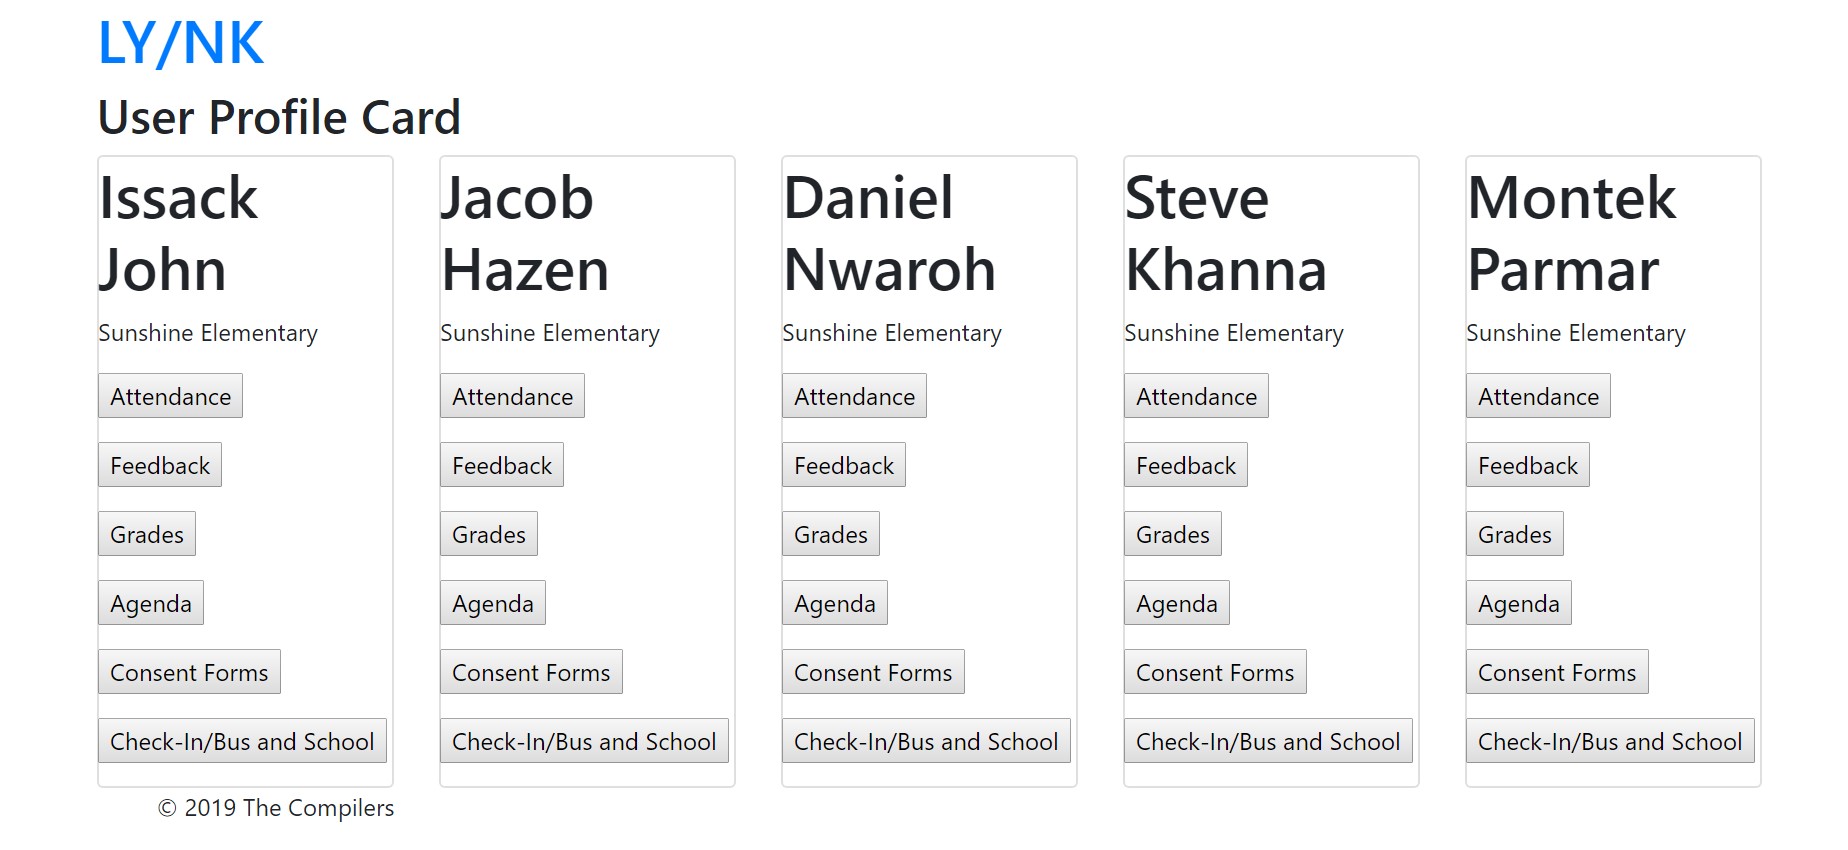 LY/NK
User Profile Card
Issack
John
Sunshine Elementary
Attendance
Feedback
Grades
Agenda
Consent Forms
Check-In/Bus and School
Jacob
Hazen
Sunshine Elementary
Attendance
Feedback
Grades
Agenda
Consent Forms
Check-In/Bus and School
Daniel
Nwaroh
Sunshine Elementary
Attendance
Feedback
Grades
Agenda
Consent Forms
Check-In/Bus and School
Steve
Khanna
Sunshine Elementary
Attendance
Feedback
Grades
Agenda
Consent Forms
Check-In/Bus and School
Montek
Parmar
Sunshine Elementary
Attendance
Feedback
Grades
Agenda
Consent Forms
Check-In/Bus and School
© 2019 The Compilers